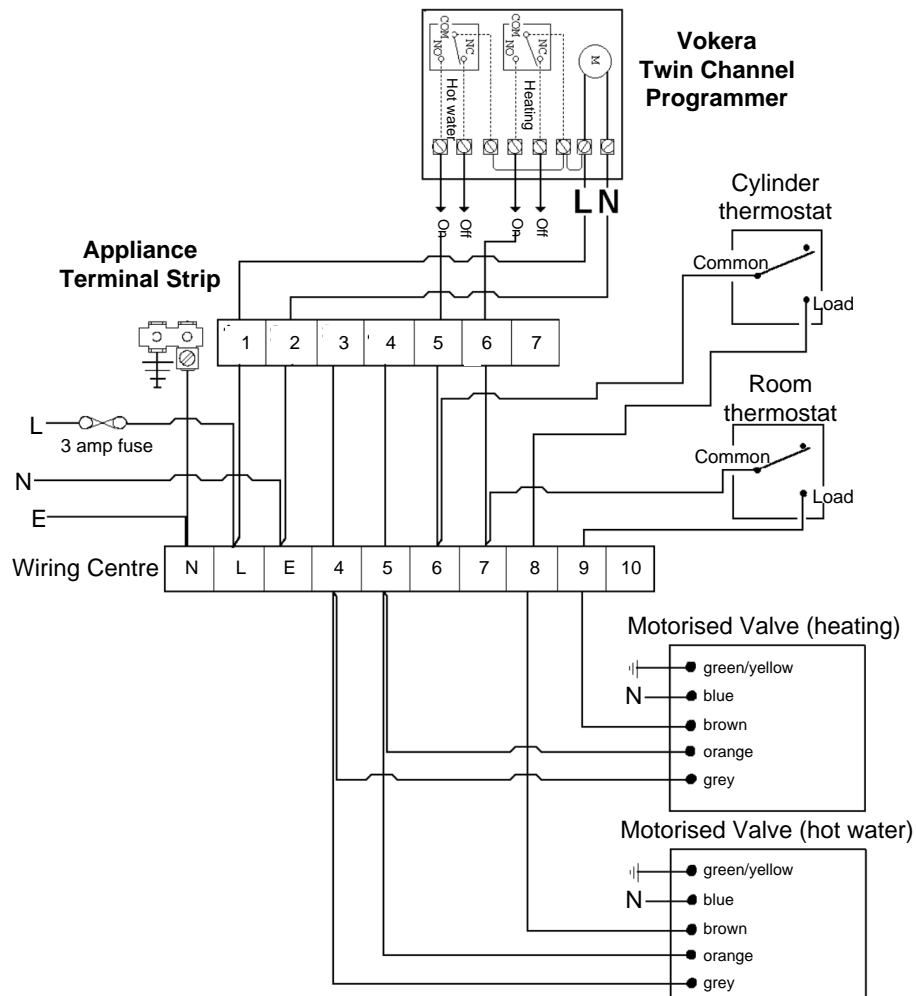 Vokera
Twin Channel
Programmer
COM
NO
NC
Hot water
COM
NO
NC
Heating
M
On
Off
On
Off
L N
Cylinder
thermostat
Common
Load
Appliance
Terminal Strip
1 2 3 4 5 6 7
Room
thermostat
Common
Load
L
3 amp fuse
N
E
Wiring Centre
N L E 4 5 6 7 8 9 10
Motorised Valve (heating)
green/yellow
N
blue
brown
orange
grey
Motorised Valve (hot water)
green/yellow
N
blue
brown
orange
grey